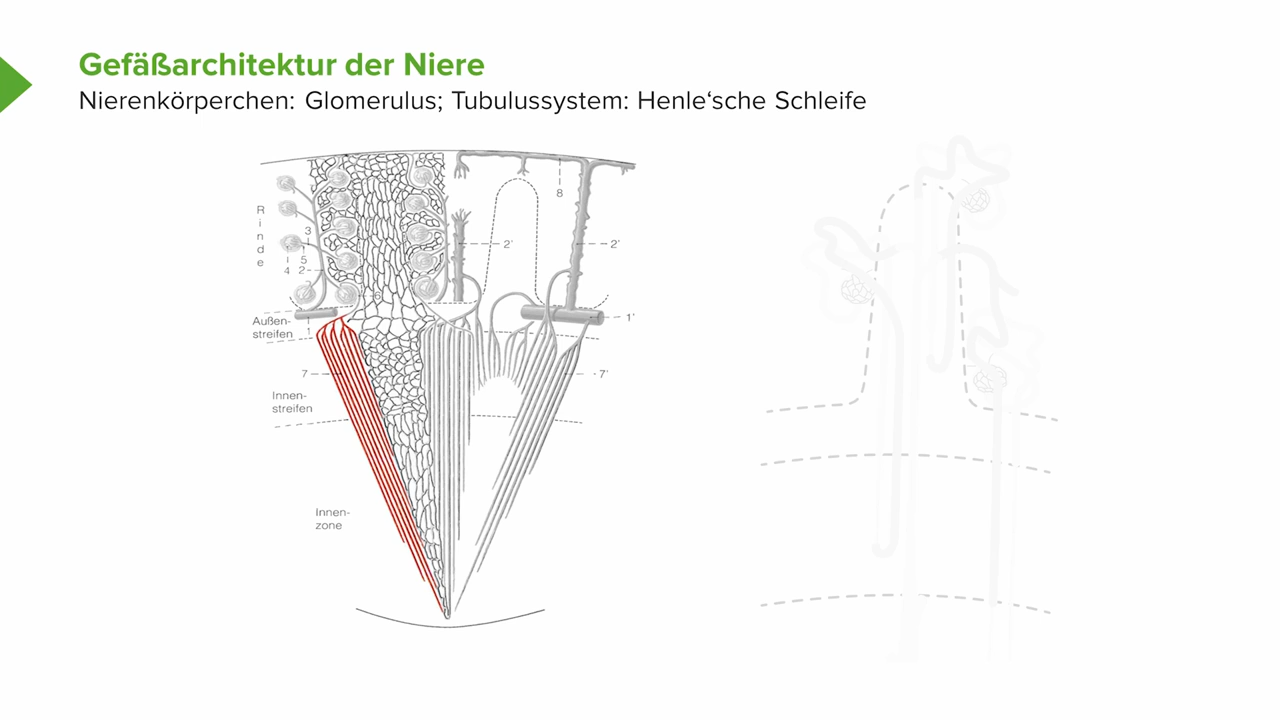 Gefäßarchitektur der Niere
Nierenkörperchen: Glomerulus; Tubulussystem: Henle‘sche Schleife
8
R
i
n
d
e
3
2'
2'
5
4
2
6
Außen-
streifen
1
1'
7
7'
Innen-
streifen
Innen-
zone